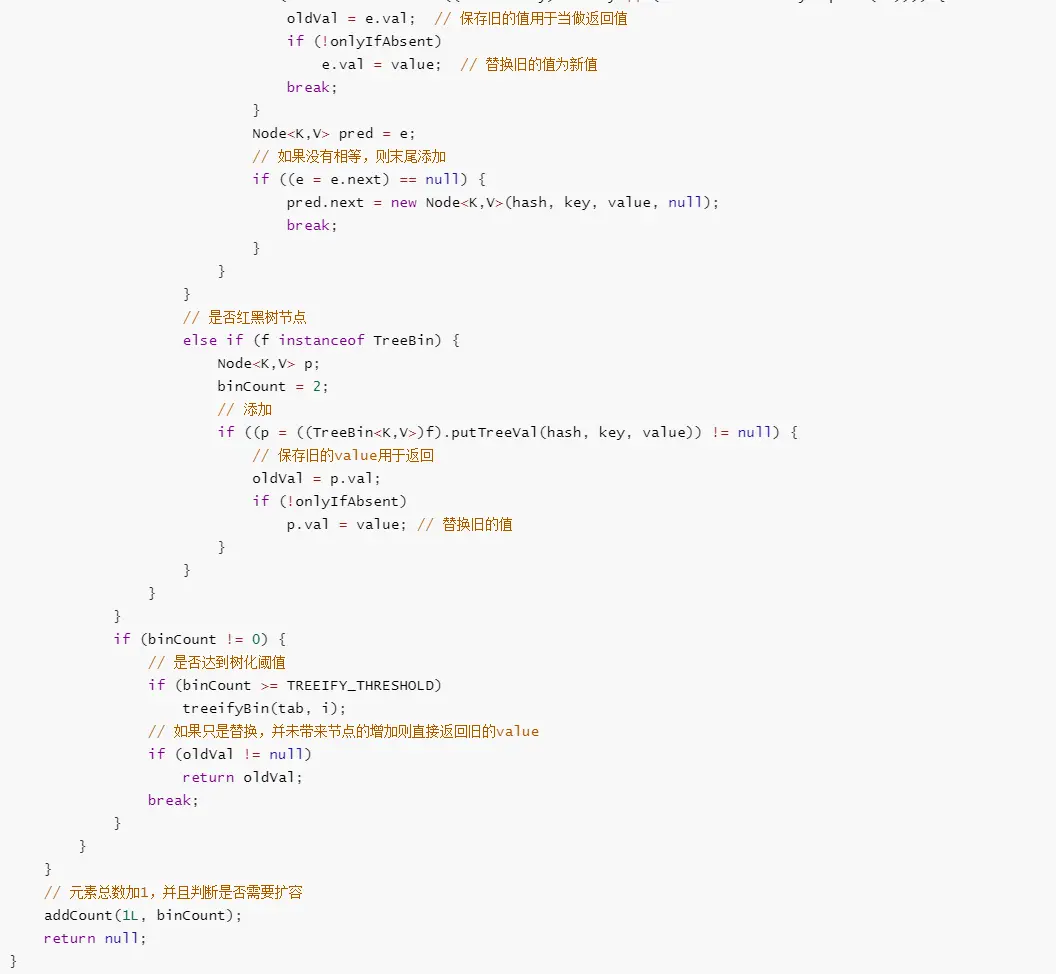 oldVal = e.val;  // 保存旧的值用于当做返回值
if (!onlyIfAbsent)
e.val = value;  // 替换旧的值为新值
break;
}
Node<K,V> pred = e;
// 如果没有相等，则末尾添加
if ((e = e.next) == null) {
pred.next = new Node<K,V>(hash, key, value, null);
break;
}
}
}
// 是否红黑树节点
else if (f instanceof TreeBin) {
Node<K,V> p;
binCount = 2;
// 添加
if ((p = ((TreeBin<K,V>)f).putTreeVal(hash, key, value)) != null) {
// 保存旧的value用于返回
oldVal = p.val;
if (!onlyIfAbsent)
p.val = value; // 替换旧的值
}
}
}
}
if (binCount != 0) {
// 是否达到树化阈值
if (binCount >= TREEIFY_THRESHOLD)
treeifyBin(tab, i);
// 如果只是替换，并未带来节点的增加则直接返回旧的value
if (oldVal != null)
return oldVal;
break;
}
}
}
// 元素总数加1，并且判断是否需要扩容
addCount(1L, binCount);
return null;
}